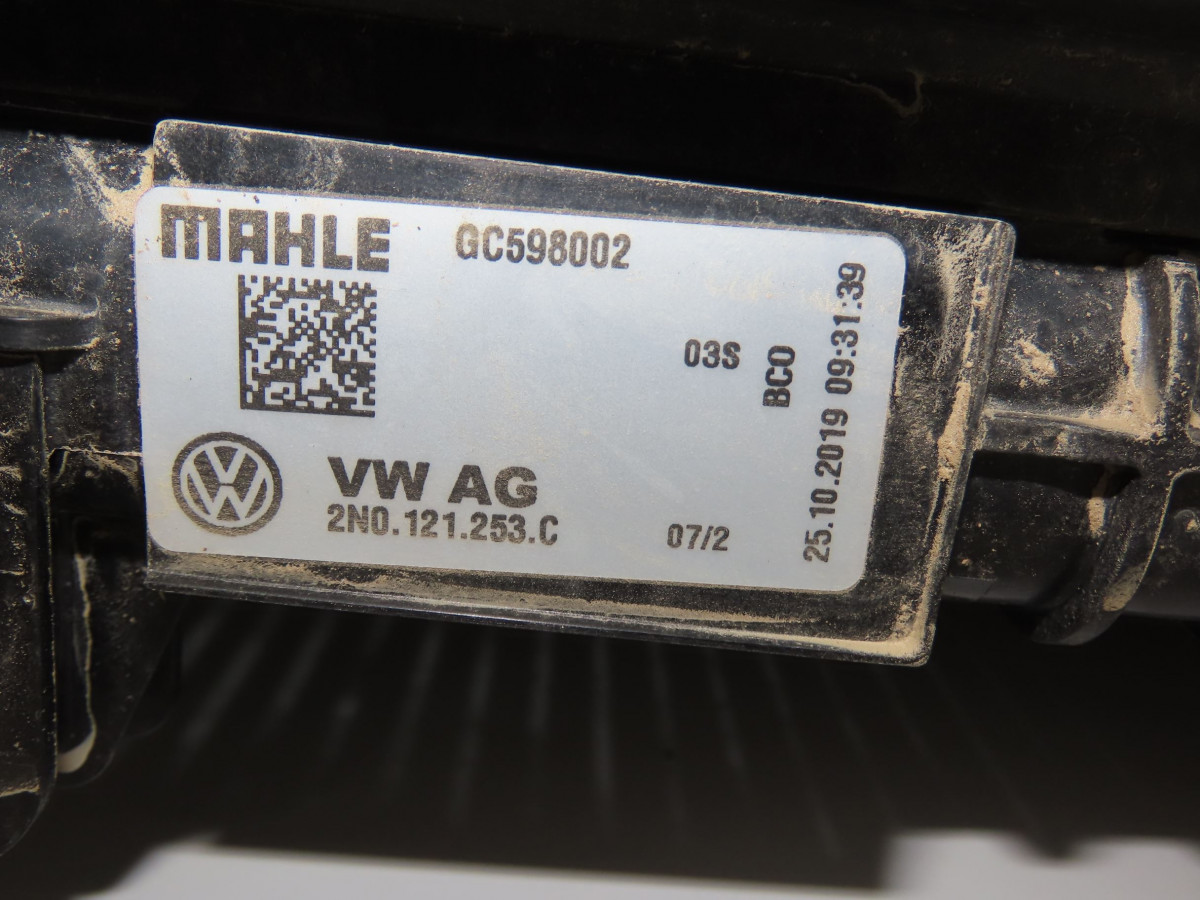 MAHLE
GC598002
03S
BCO
25.10.2019 09:31:39
VW AG
2N0.121.253.C
07/2